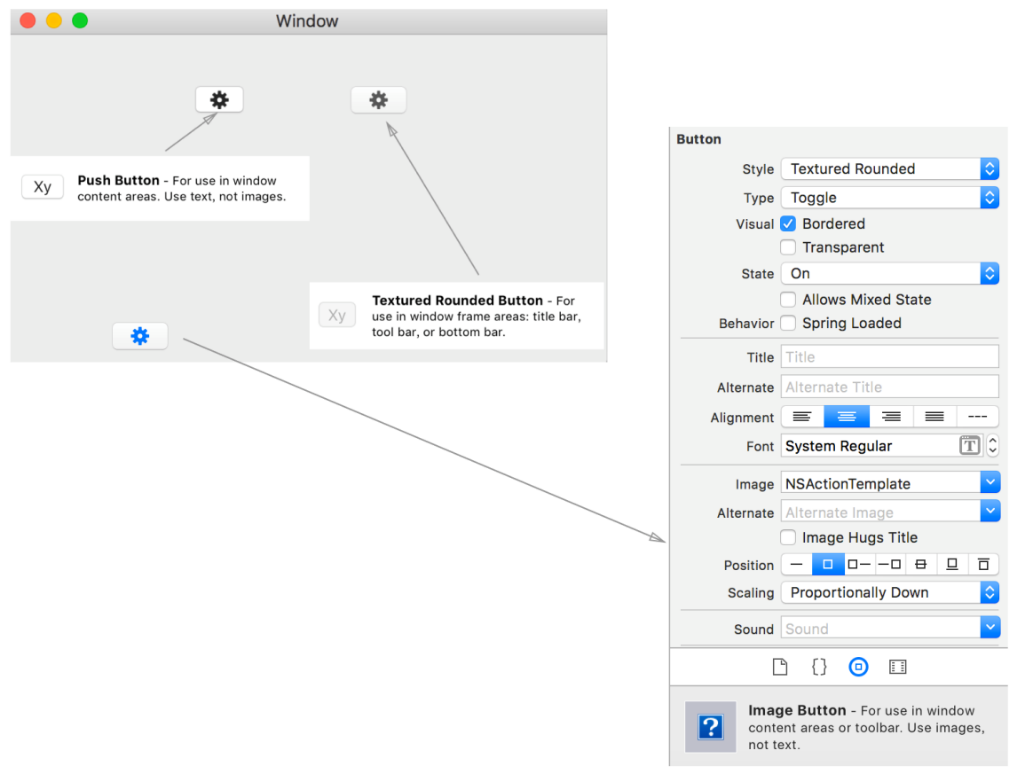 Window
Xy
Push Button - For use in window
content areas. Use text, not images.
Xy
Textured Rounded Button - For
use in window frame areas: title bar,
tool bar, or bottom bar.
Button
Style Textured Rounded
Type Toggle
Visual Bordered
Transparent
State On
Allows Mixed State
Behavior Spring Loaded
Title Title
Alternate Alternate Title
Alignment
Font System Regular T
Image NSActionTemplate
Alternate Alternate Image
Image Hugs Title
Position
Scaling Proportionally Down
Sound Sound
{}
?
Image Button - For use in window
content areas or toolbar. Use images,
not text.